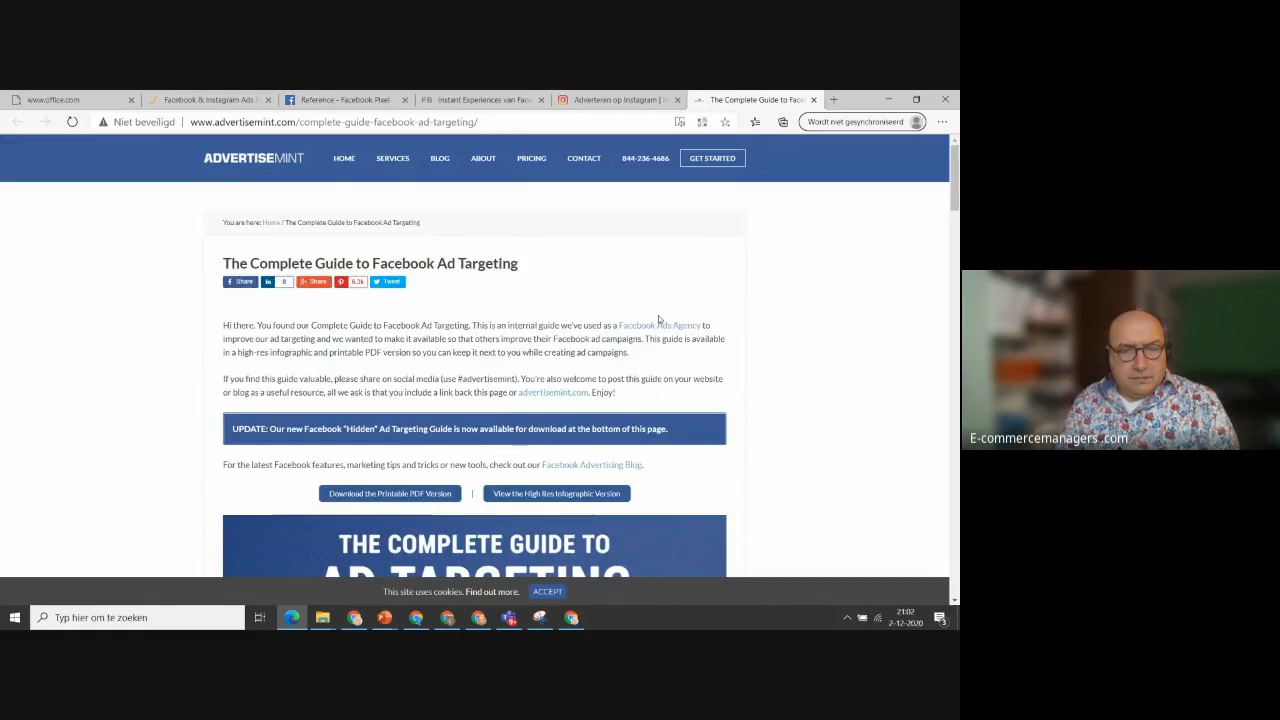 www.office.com
Facebook & Instagram Ads
Reference - Facebook Pixel
Instant Experiences van Fac
Adverteren op Instagram |
The Complete Guide to Face
Niet beveiligd
www.advertisemint.com/complete-guide-facebook-ad-targeting/
Wordt niet gesynchroniseerd
ADVERTISEMINT
HOME
SERVICES
BLOG
ABOUT
PRICING
CONTACT
844-236-4686
GET STARTED
You are here: Home / The Complete Guide to Facebook Ad Targeting
The Complete Guide to Facebook Ad Targeting
Share
0
Share
6.3k
Tweet
Hi there. You found our Complete Guide to Facebook Ad Targeting. This is an internal guide we've used as a Facebook Ads Agency to
improve our ad targeting and we wanted to make it available so that others improve their Facebook ad campaigns. This guide is available
in a high-res infographic and printable PDF version so you can keep it next to you while creating ad campaigns.
If you find this guide valuable, please share on social media (use #advertisemint). You're also welcome to post this guide on your website
or blog as a useful resource, all we ask is that you include a link back this page or advertisemint.com. Enjoy!
UPDATE: Our new Facebook "Hidden" Ad Targeting Guide is now available for download at the bottom of this page.
For the latest Facebook features, marketing tips and tricks or new tools, check out our Facebook Advertising Blog.
Download the Printable PDF Version | View the High Res Infographic Version
THE COMPLETE GUIDE TO
AD TARGETING
This site uses cookies. Find out more. ACCEPT
Typ hier om te zoeken
21:02
2-12-2020
E-commercemanagers .com